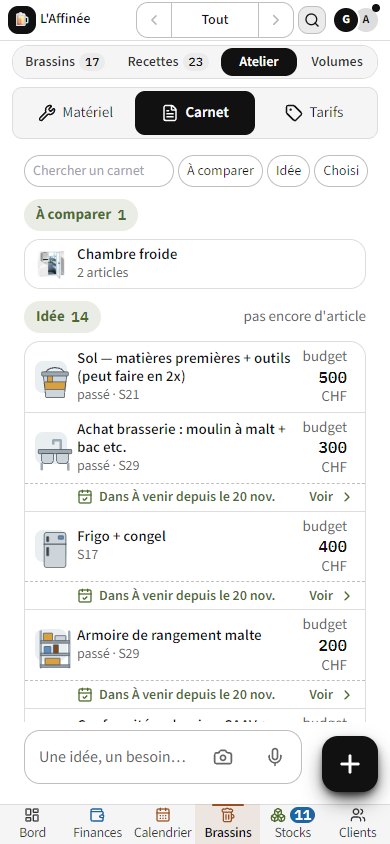 L'Affinée
Tout
G
A
Brassins 17
Recettes 23
Atelier
Volumes
Matériel
Carnet
Tarifs
Chercher un carnet
À comparer
Idée
Choisi
À comparer 1
Chambre froide
2 articles
Idée 14
pas encore d'article
Sol — matières premières + outils
(peut faire en 2x)
passé · S21
budget
500
CHF
Achat brasserie : moulin à malt +
bac etc.
passé · S29
budget
300
CHF
Dans À venir depuis le 20 nov.
Voir
Frigo + congel
S17
budget
400
CHF
Dans À venir depuis le 20 nov.
Voir
Armoire de rangement malte
passé · S29
budget
200
CHF
Dans À venir depuis le 20 nov.
Voir
Une idée, un besoin…
Bord
Finances
Calendrier
Brassins
11
Stocks
Clients